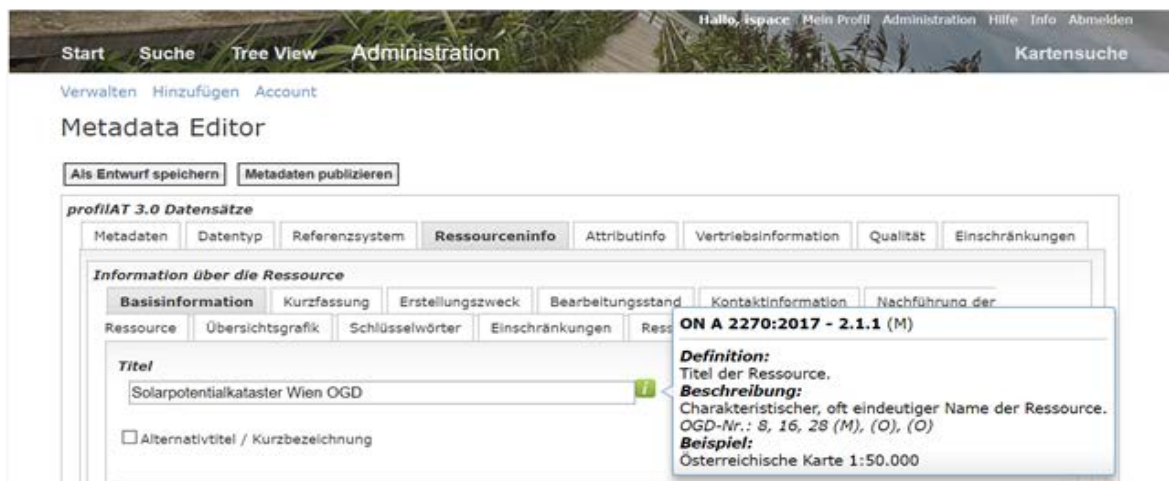 Hallo, ispace Mein Profil Administration Hilfe Info Abmelden
Start Suche Tree View Administration Kartensuche
Verwalten Hinzufügen Account
Metadata Editor
Als Entwurf speichern Metadaten publizieren
profilAT 3.0 Datensätze
Metadaten Datentyp Referenzsystem Ressourceninfo Attributinfo Vertriebsinformation Qualität Einschränkungen
Information über die Ressource
Basisinformation Kurzfassung Erstellungszweck Bearbeitungsstand Kontaktinformation Nachführung der
Ressource Übersichtsgrafik Schlüsselwörter Einschränkungen Ress
Titel
Solarpotentialkataster Wien OGD
i
Alternativtitel / Kurzbezeichnung
ON A 2270:2017 - 2.1.1 (M)
Definition:
Titel der Ressource.
Beschreibung:
Charakteristischer, oft eindeutiger Name der Ressource.
OGD-Nr.: 8, 16, 28 (M), (O), (O)
Beispiel:
Österreichische Karte 1:50.000